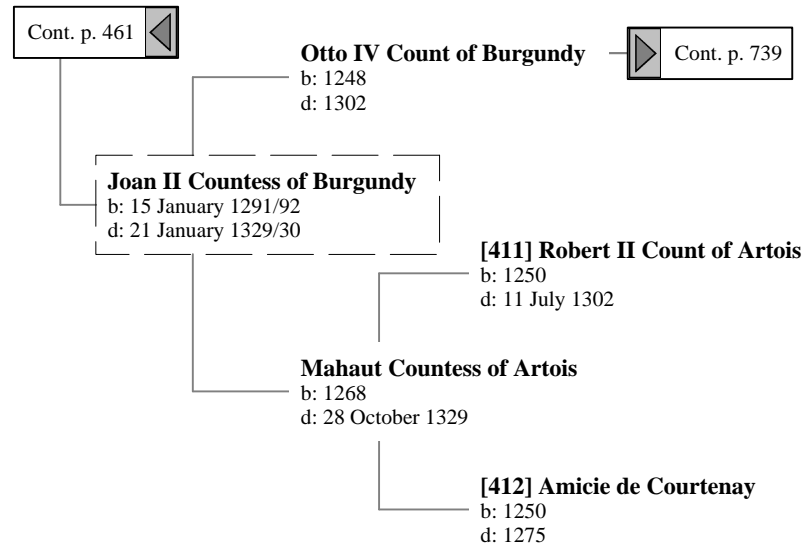 Cont. p. 461
Otto IV Count of Burgundy
b: 1248
d: 1302
Cont. p. 739
Joan II Countess of Burgundy
b: 15 January 1291/92
d: 21 January 1329/30
[411] Robert II Count of Artois
b: 1250
d: 11 July 1302
Mahaut Countess of Artois
b: 1268
d: 28 October 1329
[412] Amicie de Courtenay
b: 1250
d: 1275